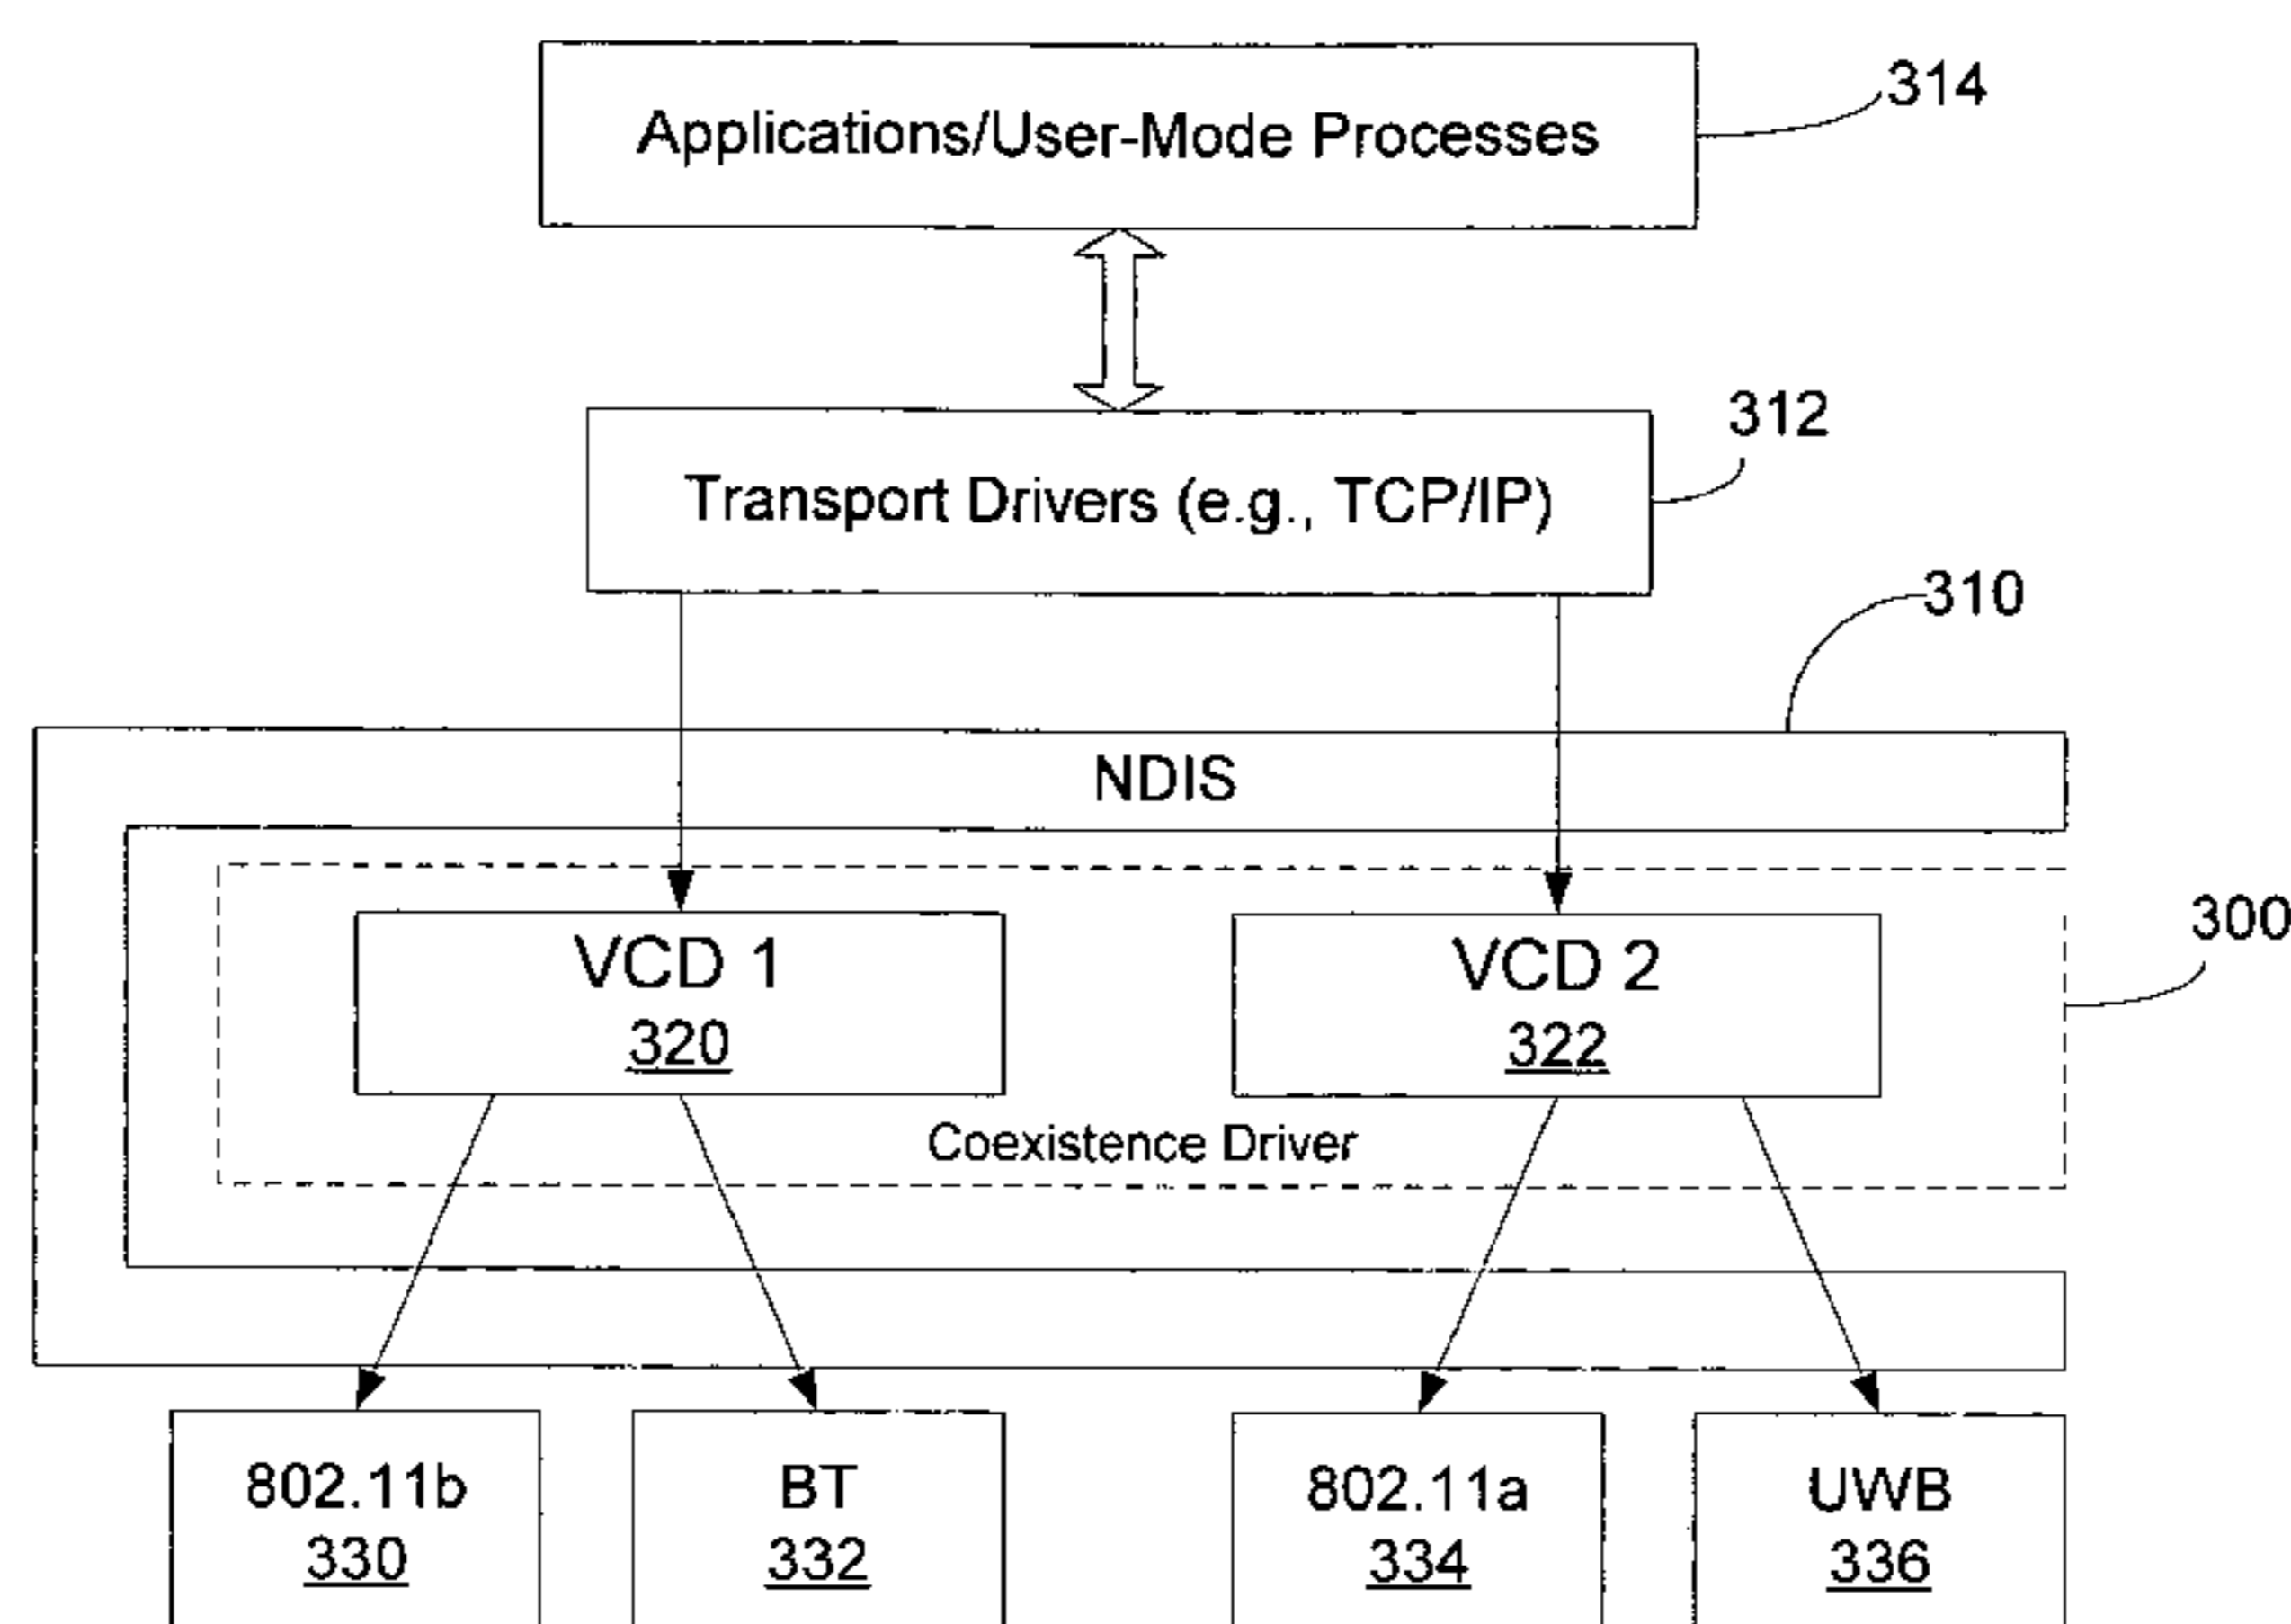 Applications/User-Mode Processes
314
Transport Drivers (e.g., TCP/IP)
312
310
NDIS
300
VCD 1
320
VCD 2
322
Coexistence Driver
802.11b
330
BT
332
802.11a
334
UWB
336